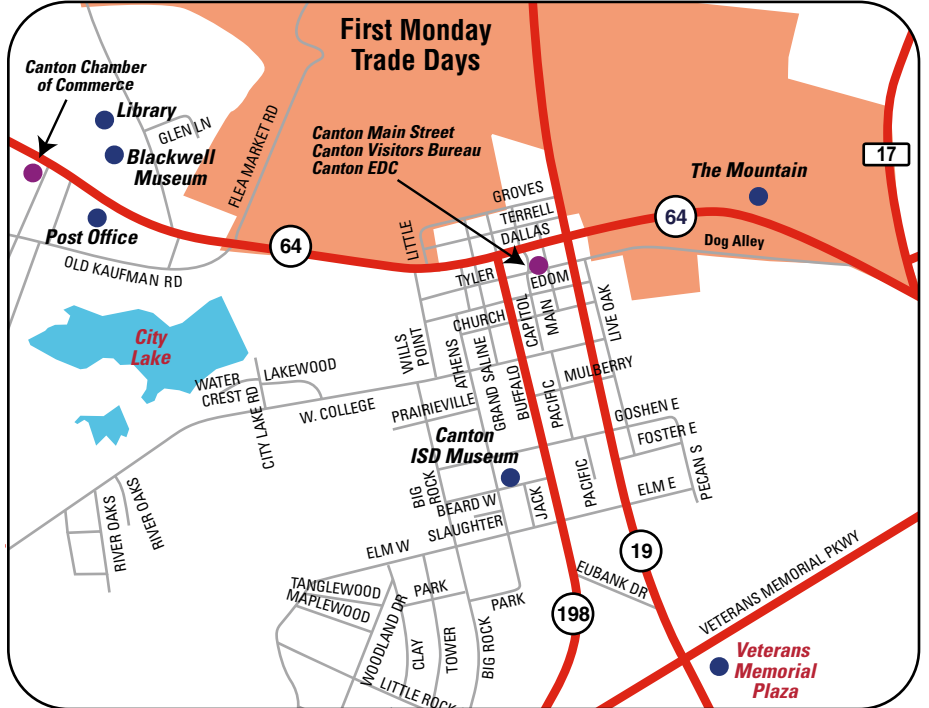 First Monday
Trade Days
Canton Chamber
of Commerce
Library
GLEN LN
Blackwell
Museum
FLEA MARKET RD
Canton Main Street
Canton Visitors Bureau
Canton EDC
17
The Mountain
GROVES
TERRELL
DALLAS
LITTLE
64
64
Dog Alley
Post Office
OLD KAUFMAN RD
TYLER
EDOM
CAPITOL
MAIN
LIVE OAK
CHURCH
City
Lake
WILLS
POINT
ATHENS
GRAND SALINE
BUFFALO
PACIFIC
MULBERRY
WATER
CREST
LAKEWOOD
CITY LAKE RD
W. COLLEGE
PRAIRIEVILLE
GOSHEN E
FOSTER E
PECAN S
Canton
ISD Museum
BIG
ROCK
BEARD W
JACK
PACIFIC
ELM E
SLAUGHTER
ELM W
RIVER OAKS
RIVER OAKS
19
EUBANK DR
VETERANS MEMORIAL PKWY
TANGLEWOOD
MAPLEWOOD
WOODLAND DR
PARK
PARK
CLAY
TOWER
BIG ROCK
198
LITTLE ROCK
Veterans
Memorial
Plaza